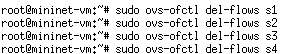 root@mininet-vm:~# sudo ovs-ofctl del-flows s1
root@mininet-vm:~# sudo ovs-ofctl del-flows s2
root@mininet-vm:~# sudo ovs-ofctl del-flows s3
root@mininet-vm:~# sudo ovs-ofctl del-flows s4